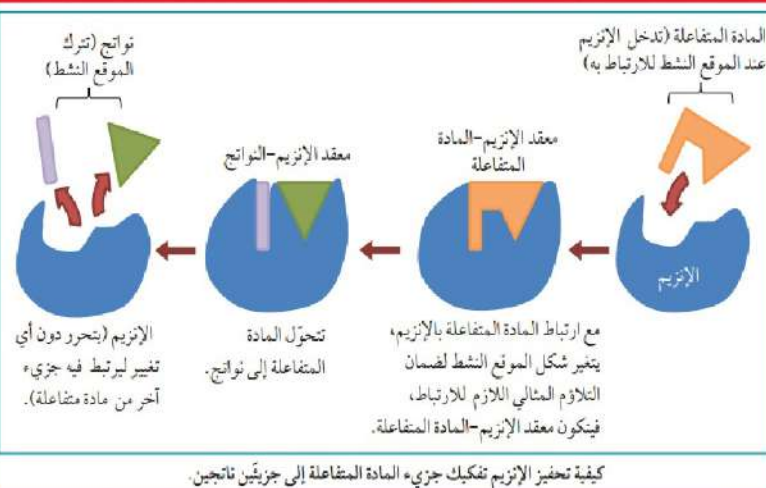 المادة المتفاعلة (تدخل الإنزيم
عند الموقع النشط للارتباط به)
الإنزيم
معقد الإنزيم-المادة
المتفاعلة
مع ارتباط المادة المتفاعلة بالإنزيم،
يتغير شكل الموقع النشط لضمان
التلاؤم المثالي اللازم للارتباط،
فيتكون معقد الإنزيم-المادة المتفاعلة.
معقد الإنزيم-النواتج
تتحوّل المادة
المتفاعلة إلى نواتج.
نواتج (تترك
الموقع النشط)
الإنزيم (يتحرر دون أي
تغيير ليرتبط فيه جزيء
آخر من مادة متفاعلة).
كيفية تحفيز الإنزيم تفكيك جزيء المادة المتفاعلة إلى جزيئَين ناتجين.